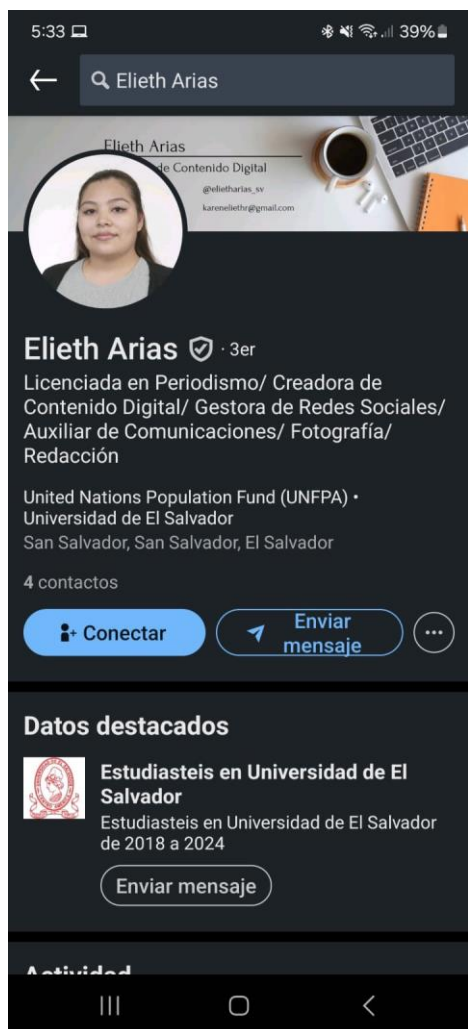 5:33 39%
Elieth Arias
Elieth Arias
de Contenido Digital
@elietharias_sv
kareneliethr@gmail.com
Elieth Arias · 3er
Licenciada en Periodismo/ Creadora de
Contenido Digital/ Gestora de Redes Sociales/
Auxiliar de Comunicaciones/ Fotografía/
Redacción
United Nations Population Fund (UNFPA) •
Universidad de El Salvador
San Salvador, San Salvador, El Salvador
4 contactos
Conectar
Enviar
mensaje
Datos destacados
Estudiasteis en Universidad de El
Salvador
Estudiasteis en Universidad de El Salvador
de 2018 a 2024
Enviar mensaje
Actividad